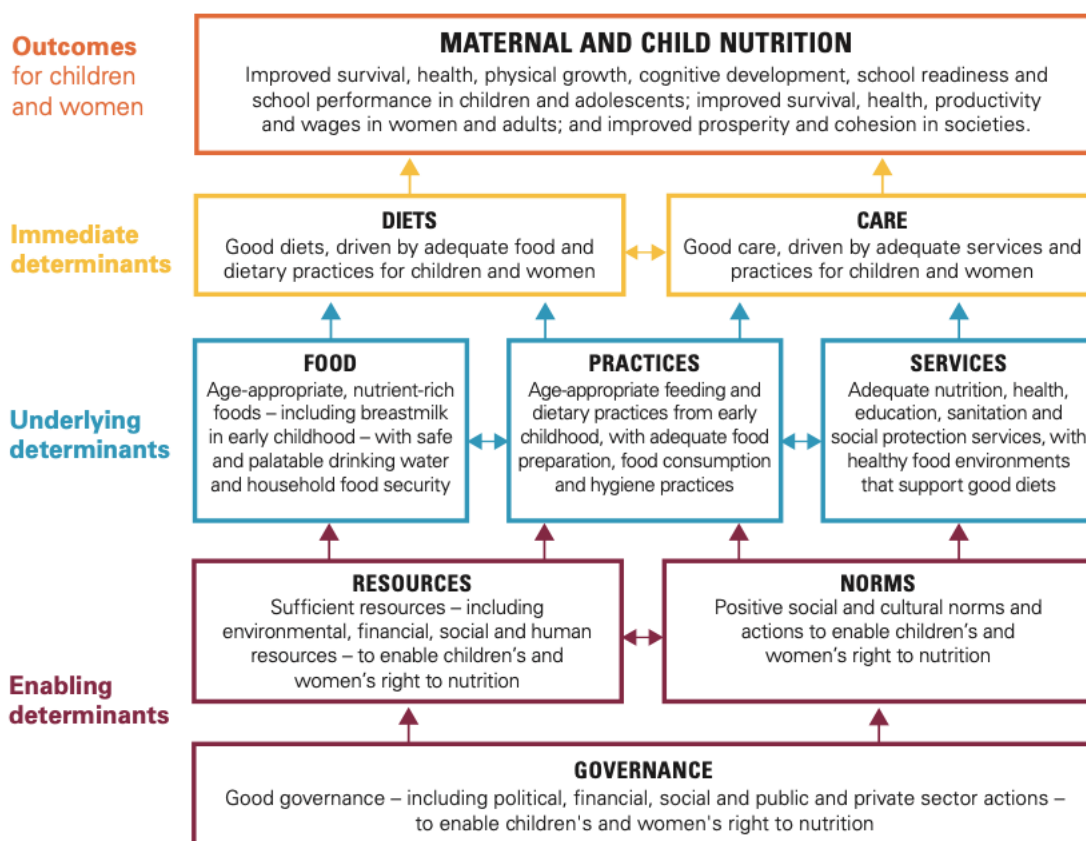 Outcomes
for children
and women
MATERNAL AND CHILD NUTRITION
Improved survival, health, physical growth, cognitive development, school readiness and
school performance in children and adolescents; improved survival, health, productivity
and wages in women and adults; and improved prosperity and cohesion in societies.
Immediate
determinants
DIETS
Good diets, driven by adequate food and
dietary practices for children and women
CARE
Good care, driven by adequate services and
practices for children and women
Underlying
determinants
FOOD
Age-appropriate, nutrient-rich
foods – including breastmilk
in early childhood – with safe
and palatable drinking water
and household food security
PRACTICES
Age-appropriate feeding and
dietary practices from early
childhood, with adequate food
preparation, food consumption
and hygiene practices
SERVICES
Adequate nutrition, health,
education, sanitation and
social protection services, with
healthy food environments
that support good diets
Enabling
determinants
RESOURCES
Sufficient resources – including
environmental, financial, social and human
resources – to enable children’s and
women’s right to nutrition
NORMS
Positive social and cultural norms and
actions to enable children’s and
women’s right to nutrition
GOVERNANCE
Good governance – including political, financial, social and public and private sector actions –
to enable children's and women's right to nutrition